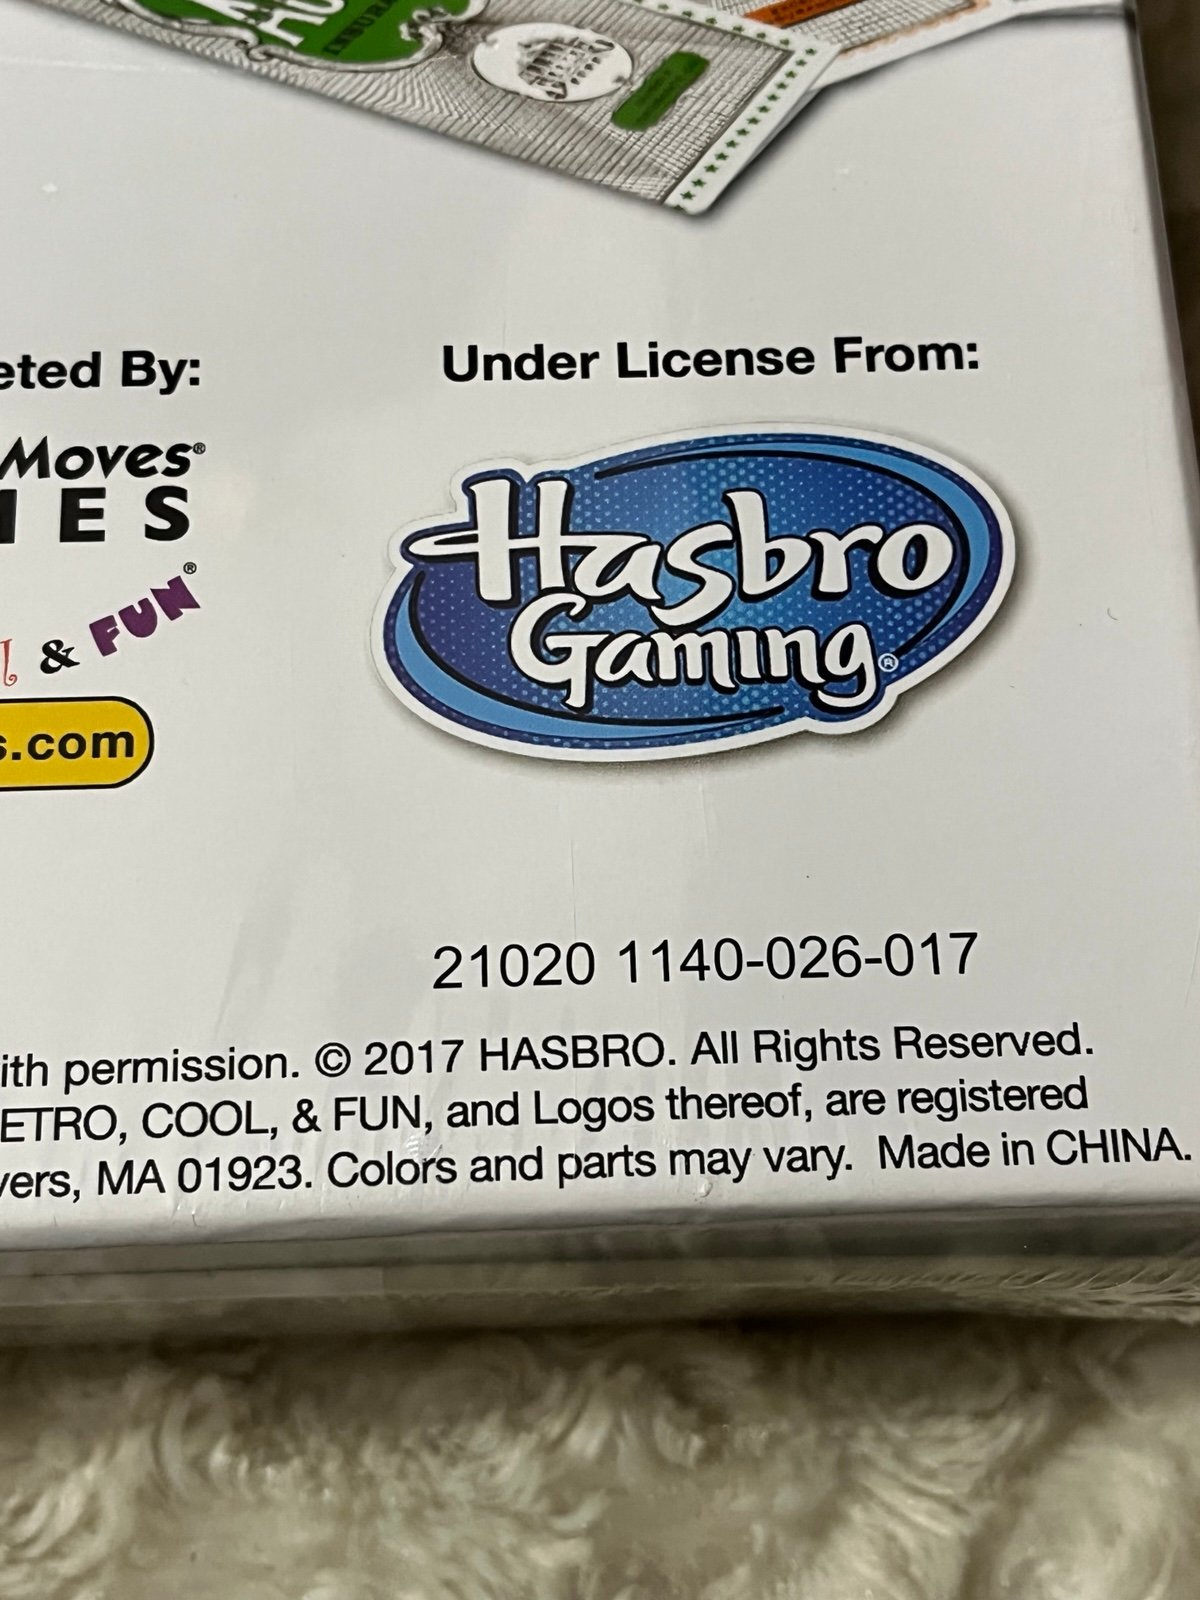 eted By:
Under License From:
Moves®
ES
& FUN®
s.com
Hasbro
Gaming®
21020 1140-026-017
ith permission. © 2017 HASBRO. All Rights Reserved.
ETRO, COOL, & FUN, and Logos thereof, are registered
vers, MA 01923. Colors and parts may vary. Made in CHINA.